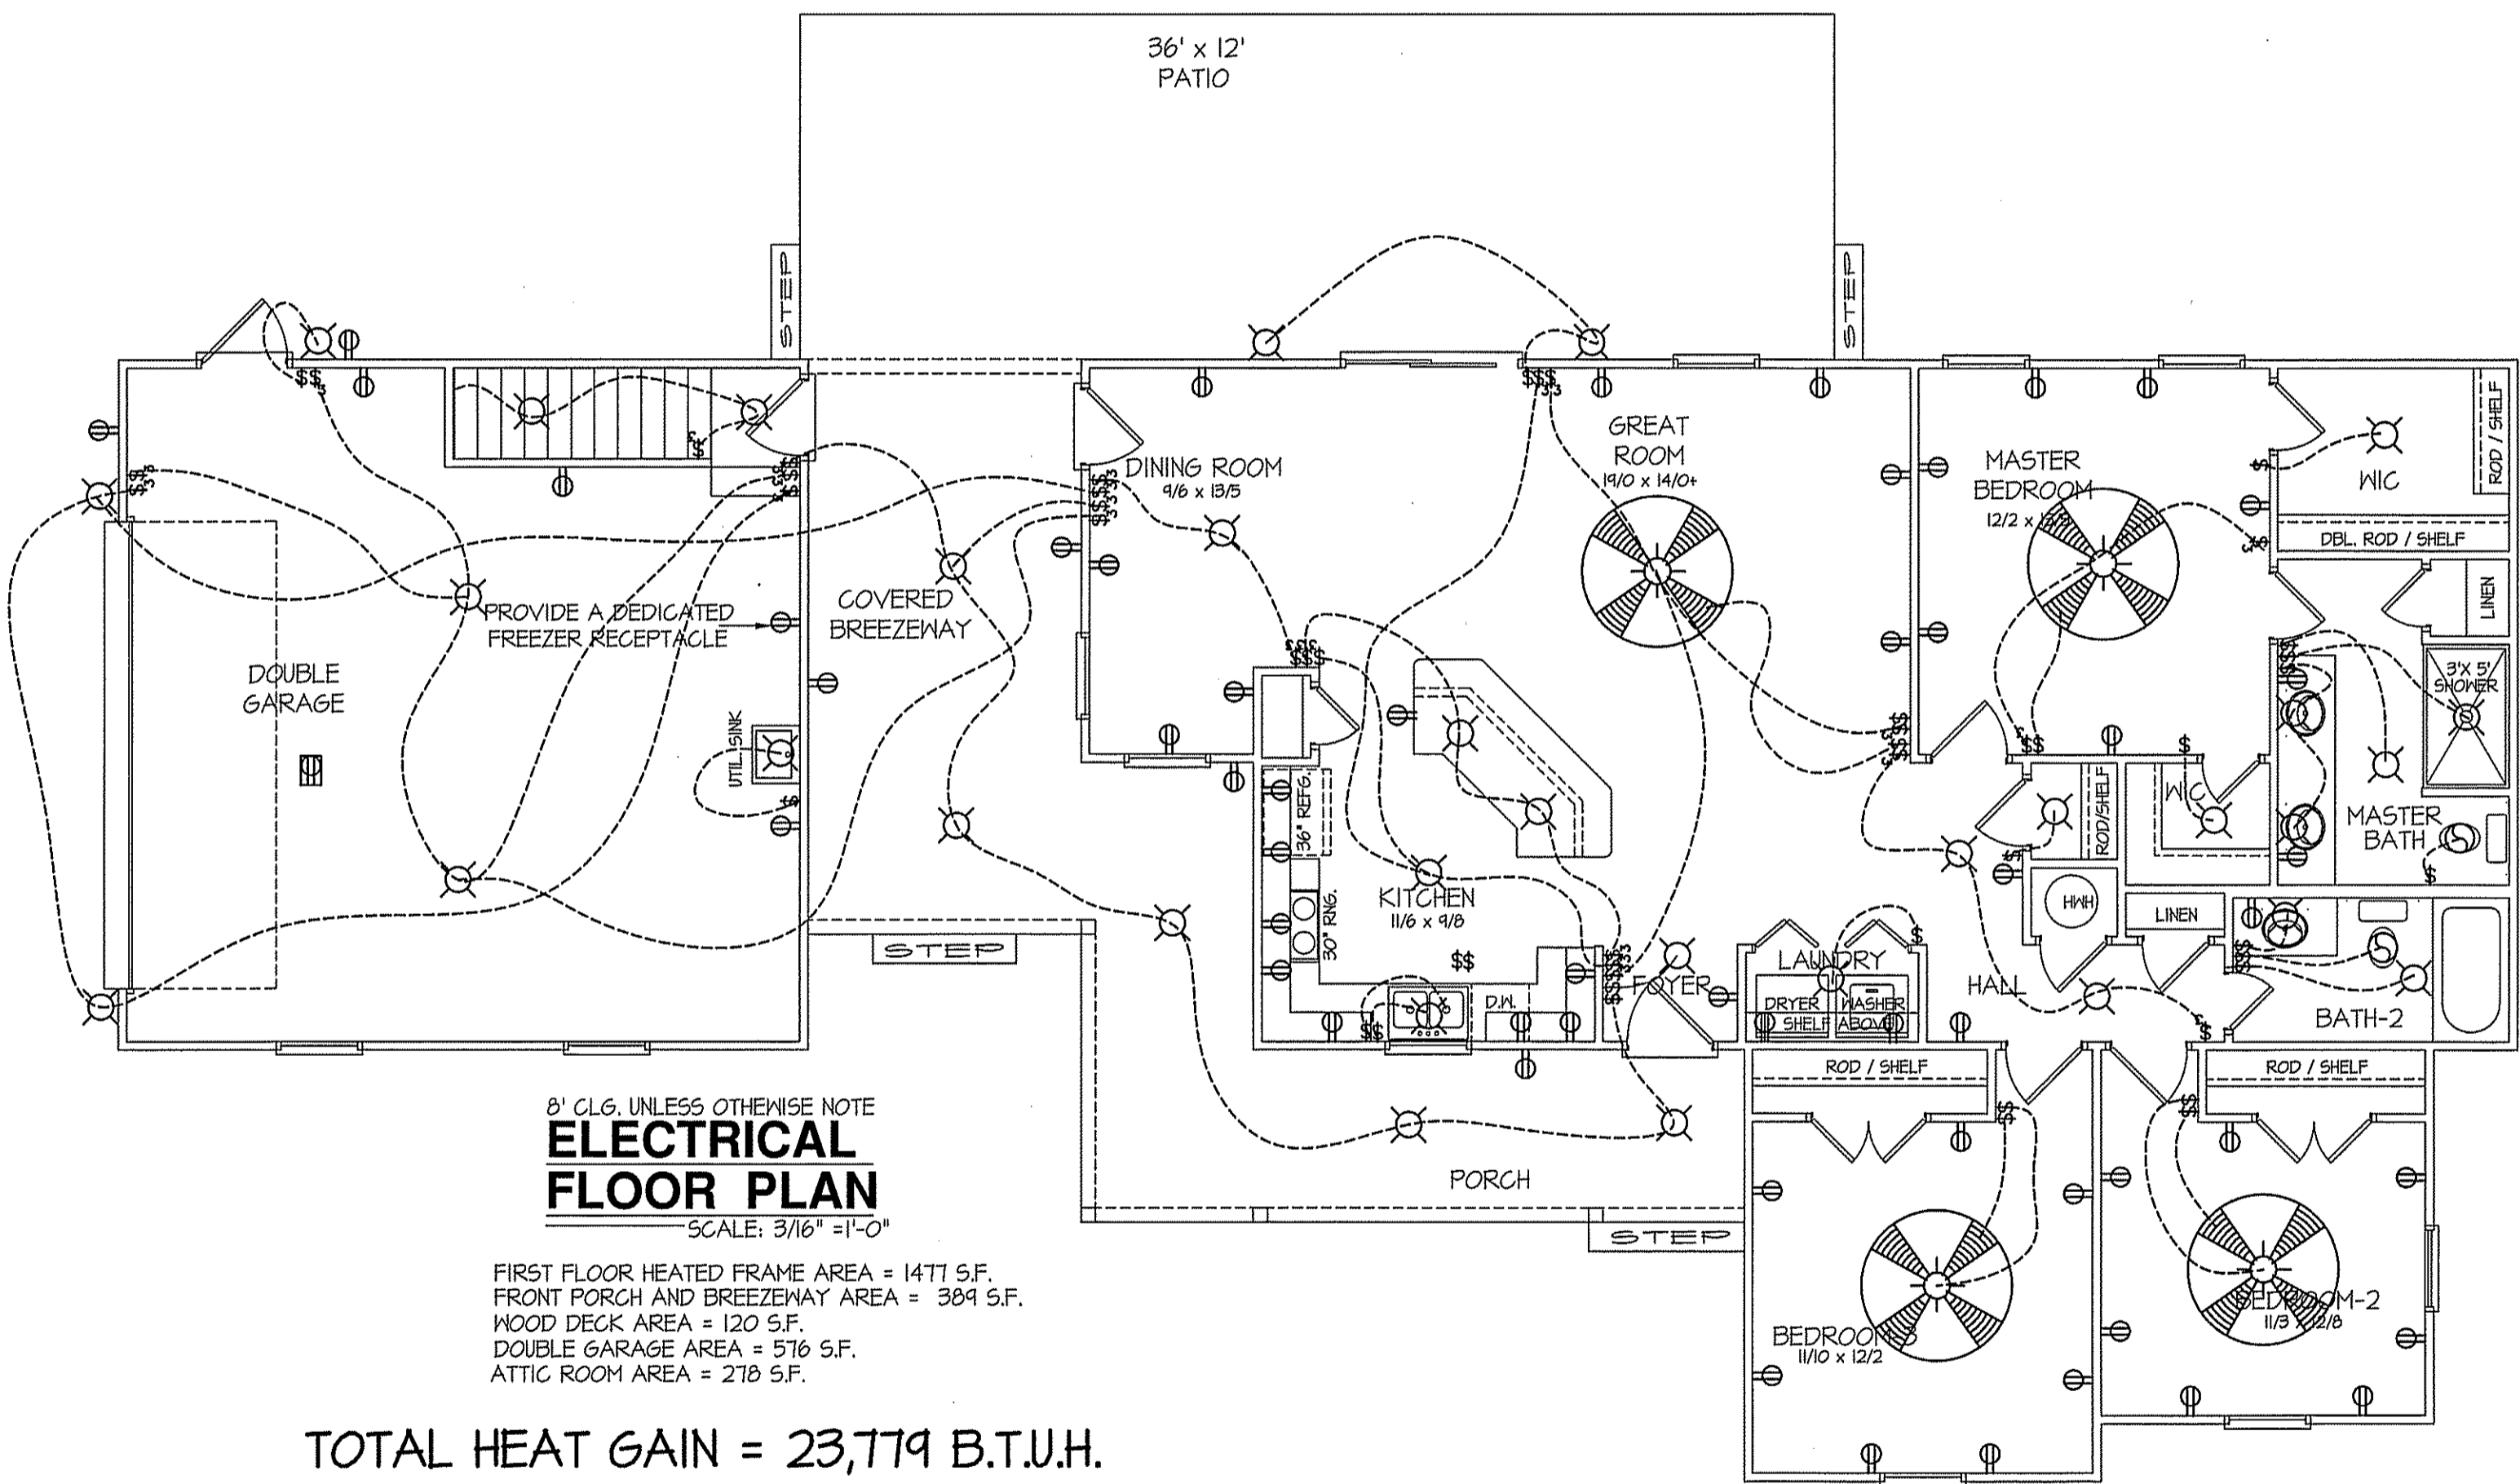 36' x 12'
PATIO
STEP
STEP
GREAT
ROOM
19/0 x 14/0+
DINING ROOM
9/6 x 13/5
MASTER
BEDROOM
12/2 x
WIC
ROD / SHELF
DBL. ROD / SHELF
LINEN
COVERED
BREEZEWAY
PROVIDE A DEDICATED
FREEZER RECEPTACLE
DOUBLE
GARAGE
UTIL. SINK
3' X 5'
SHOWER
36" REFG.
30" RNG.
KITCHEN
11/6 x 9/8
D.W.
ROD/SHELF
WIC
MASTER
BATH
HWH
LINEN
STEP
FOYER
LAUNDRY
DRYER
WASHER
SHELF ABOVE
HALL
BATH-2
ROD / SHELF
ROD / SHELF
PORCH
STEP
BEDROOM-3
11/10 x 12/2
BEDROOM-2
11/3 x 12/8
8' CLG. UNLESS OTHEWISE NOTE
ELECTRICAL
FLOOR PLAN
SCALE: 3/16" =1'-0"
FIRST FLOOR HEATED FRAME AREA = 1477 S.F.
FRONT PORCH AND BREEZEWAY AREA = 389 S.F.
WOOD DECK AREA = 120 S.F.
DOUBLE GARAGE AREA = 576 S.F.
ATTIC ROOM AREA = 278 S.F.
TOTAL HEAT GAIN = 23,779 B.T.U.H.